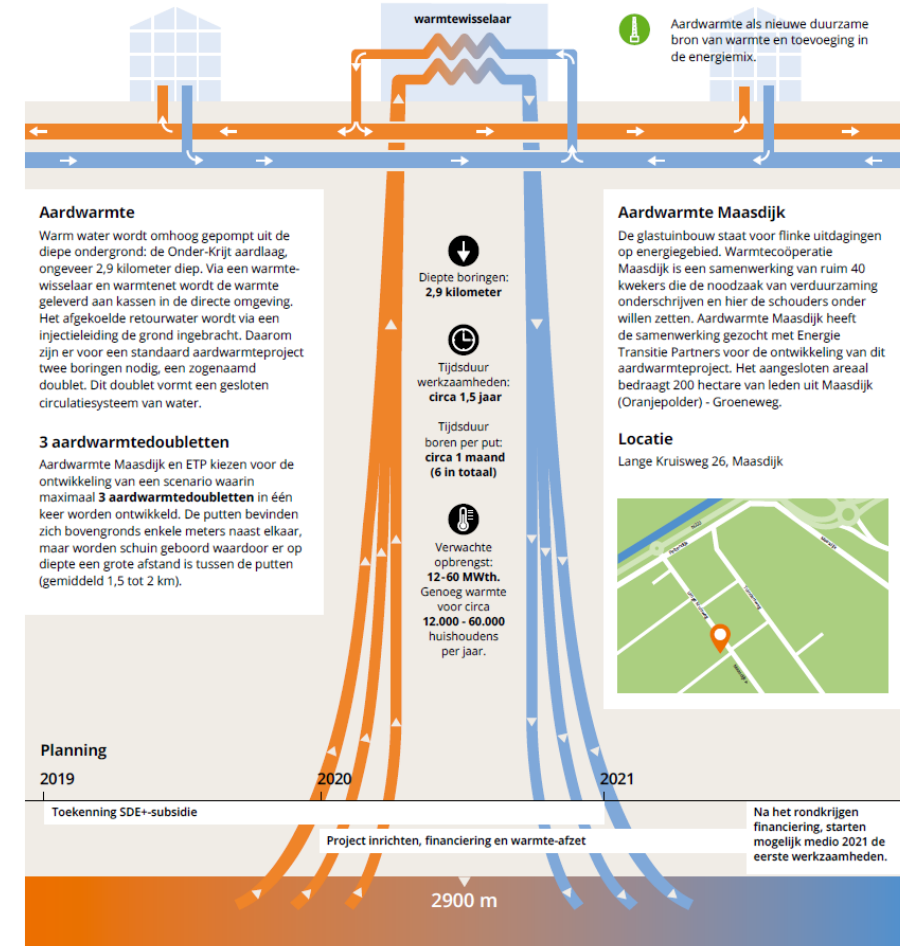 warmtewisselaar
Aardwarmte als nieuwe duurzame
bron van warmte en toevoeging in
de energiemix.
Aardwarmte
Warm water wordt omhoog gepompt uit de
diepe ondergrond: de Onder-Krijt aardlaag,
ongeveer 2,9 kilometer diep. Via een warmte-
wisselaar en warmtenet wordt de warmte
geleverd aan kassen in de directe omgeving.
Het afgekoelde retourwater wordt via een
injectieleiding de grond ingebracht. Daarom
zijn er voor een standaard aardwarmteproject
twee boringen nodig, een zogenaamd
doublet. Dit doublet vormt een gesloten
circulatiesysteem van water.
3 aardwarmtedoubletten
Aardwarmte Maasdijk en ETP kiezen voor de
ontwikkeling van een scenario waarin
maximaal 3 aardwarmtedoubletten in één
keer worden ontwikkeld. De putten bevinden
zich bovengronds enkele meters naast elkaar,
maar worden schuin geboord waardoor er op
diepte een grote afstand is tussen de putten
(gemiddeld 1,5 tot 2 km).
Diepte boringen:
2,9 kilometer
Tijdsduur
werkzaamheden:
circa 1,5 jaar
Tijdsduur
boren per put:
circa 1 maand
(6 in totaal)
Verwachte
opbrengst:
12-60 MWth.
Genoeg warmte
voor circa
12.000 - 60.000
huishoudens
per jaar.
Aardwarmte Maasdijk
De glastuinbouw staat voor flinke uitdagingen
op energiegebied. Warmtecoöperatie
Maasdijk is een samenwerking van ruim 40
kwekers die de noodzaak van verduurzaming
onderschrijven en hier de schouders onder
willen zetten. Aardwarmte Maasdijk heeft
de samenwerking gezocht met Energie
Transitie Partners voor de ontwikkeling van dit
aardwarmteproject. Het aangesloten areaal
bedraagt 200 hectare van leden uit Maasdijk
(Oranjepolder) - Groeneweg.
Locatie
Lange Kruisweg 26, Maasdijk
Planning
2019
2020
2021
Toekenning SDE+-subsidie
Project inrichten, financiering en warmte-afzet
Na het rondkrijgen
financiering, starten
mogelijk medio 2021 de
eerste werkzaamheden.
2900 m